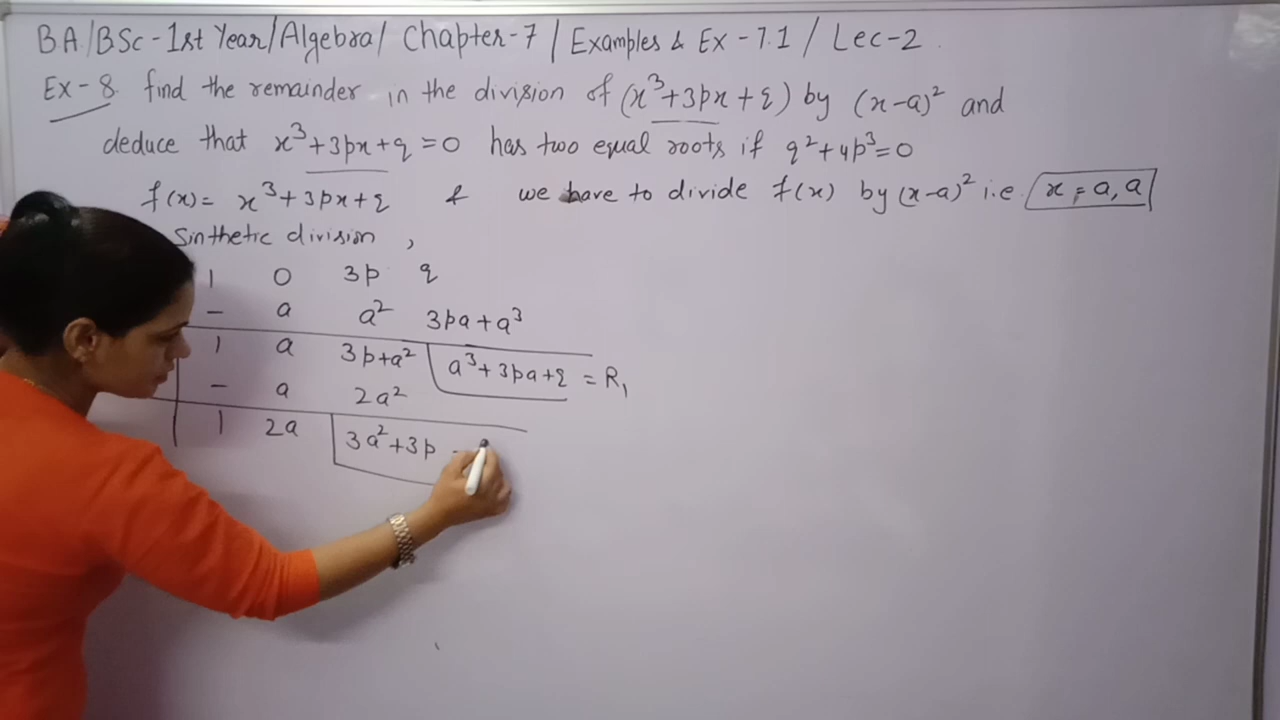 BA/BSc - 1st Year/Algebra/ Chapter-7 / Examples & Ex - 7.1 / Lec-2.
Ex - 8. find the remainder in the division of (x³+3px+q) by (x-a)² and
deduce that x³+3px+q=0 has two equal roots if q²+4p³=0
f(x)= x³+3px+q & we have to divide f(x) by (x-a)² i.e. x = a, a
Sinthetic division ,
1 0 3p q
- a a² 3pa+a³
1 a 3p+a² a³+3pa+q = R₁
- a 2a²
1 2a 3a²+3p